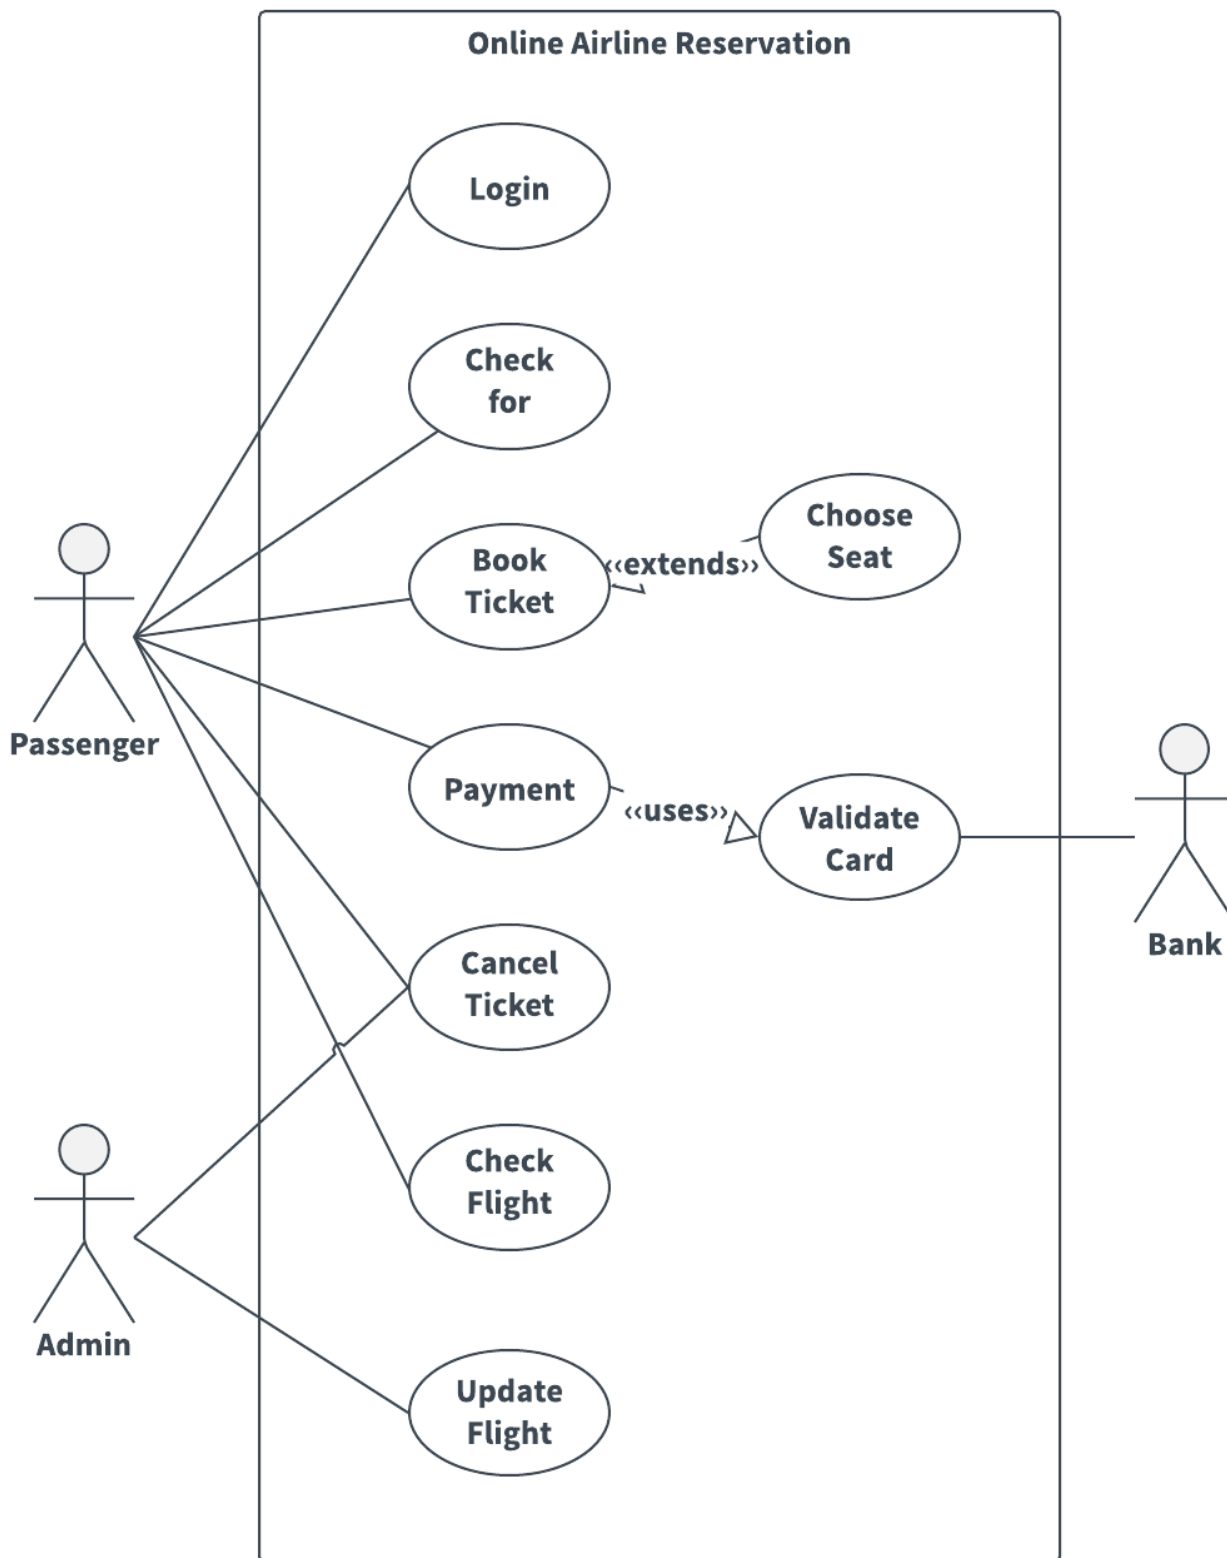 Online Airline Reservation
Login
Check
for
Book
Ticket
‹‹extends››
Choose
Seat
Passenger
Payment
‹‹uses››
Validate
Card
Bank
Cancel
Ticket
Check
Flight
Admin
Update
Flight